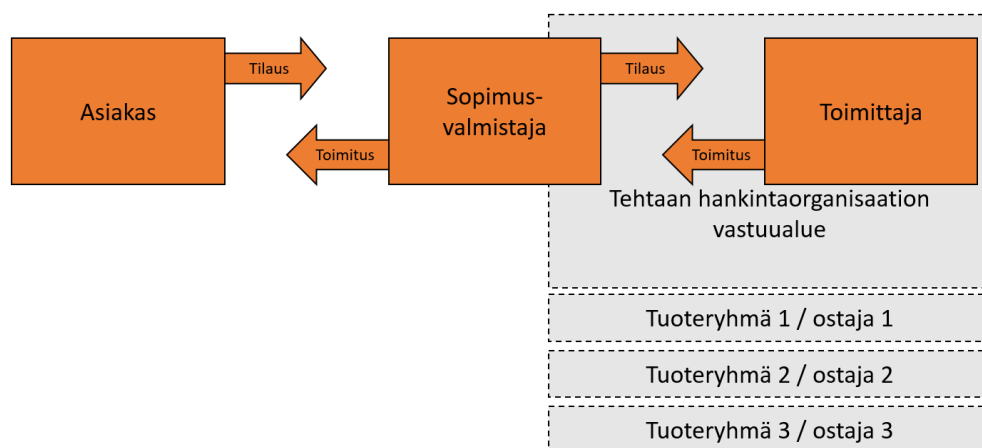 Asiakas
Tilaus
Toimitus
Sopimus-
valmistaja
Tilaus
Toimitus
Toimittaja
Tehtaan hankintaorganisaation
vastuualue
Tuoteryhmä 1 / ostaja 1
Tuoteryhmä 2 / ostaja 2
Tuoteryhmä 3 / ostaja 3